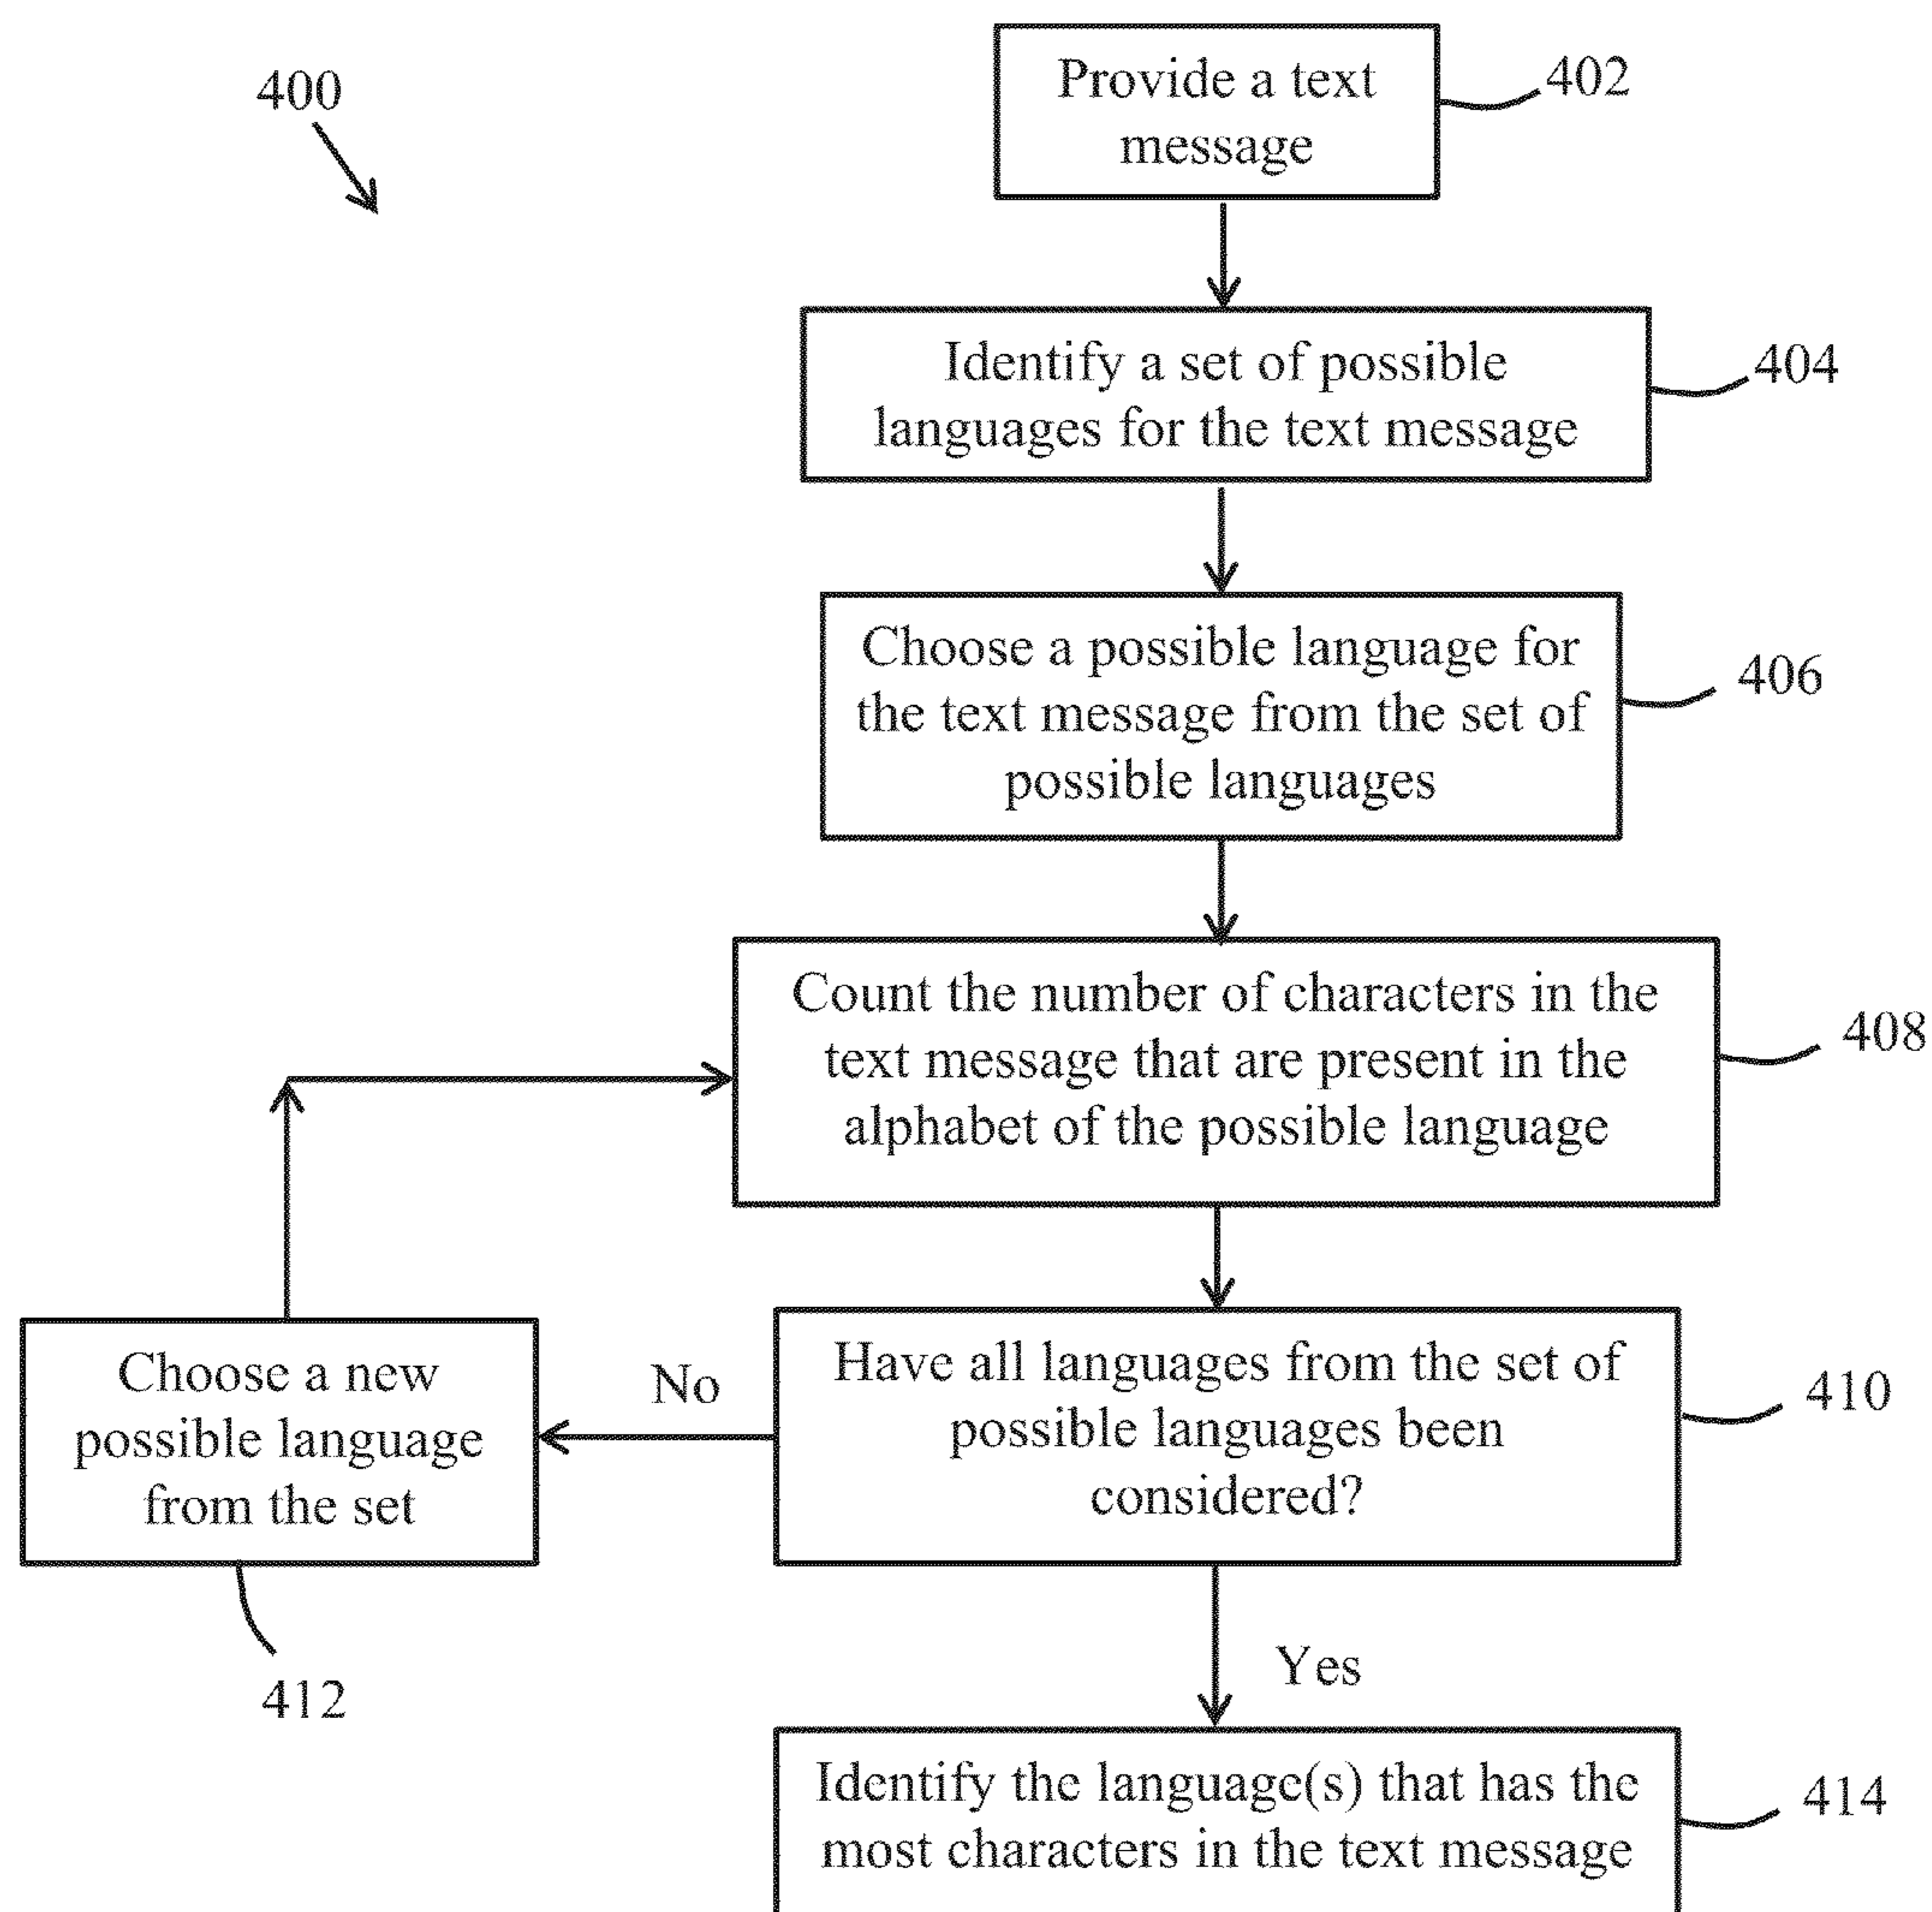 400
Provide a text
message
402
Identify a set of possible
languages for the text message
404
Choose a possible language for
the text message from the set of
possible languages
406
Count the number of characters in the
text message that are present in the
alphabet of the possible language
408
Choose a new
possible language
from the set
412
No
Have all languages from the set of
possible languages been
considered?
410
Yes
Identify the language(s) that has the
most characters in the text message
414